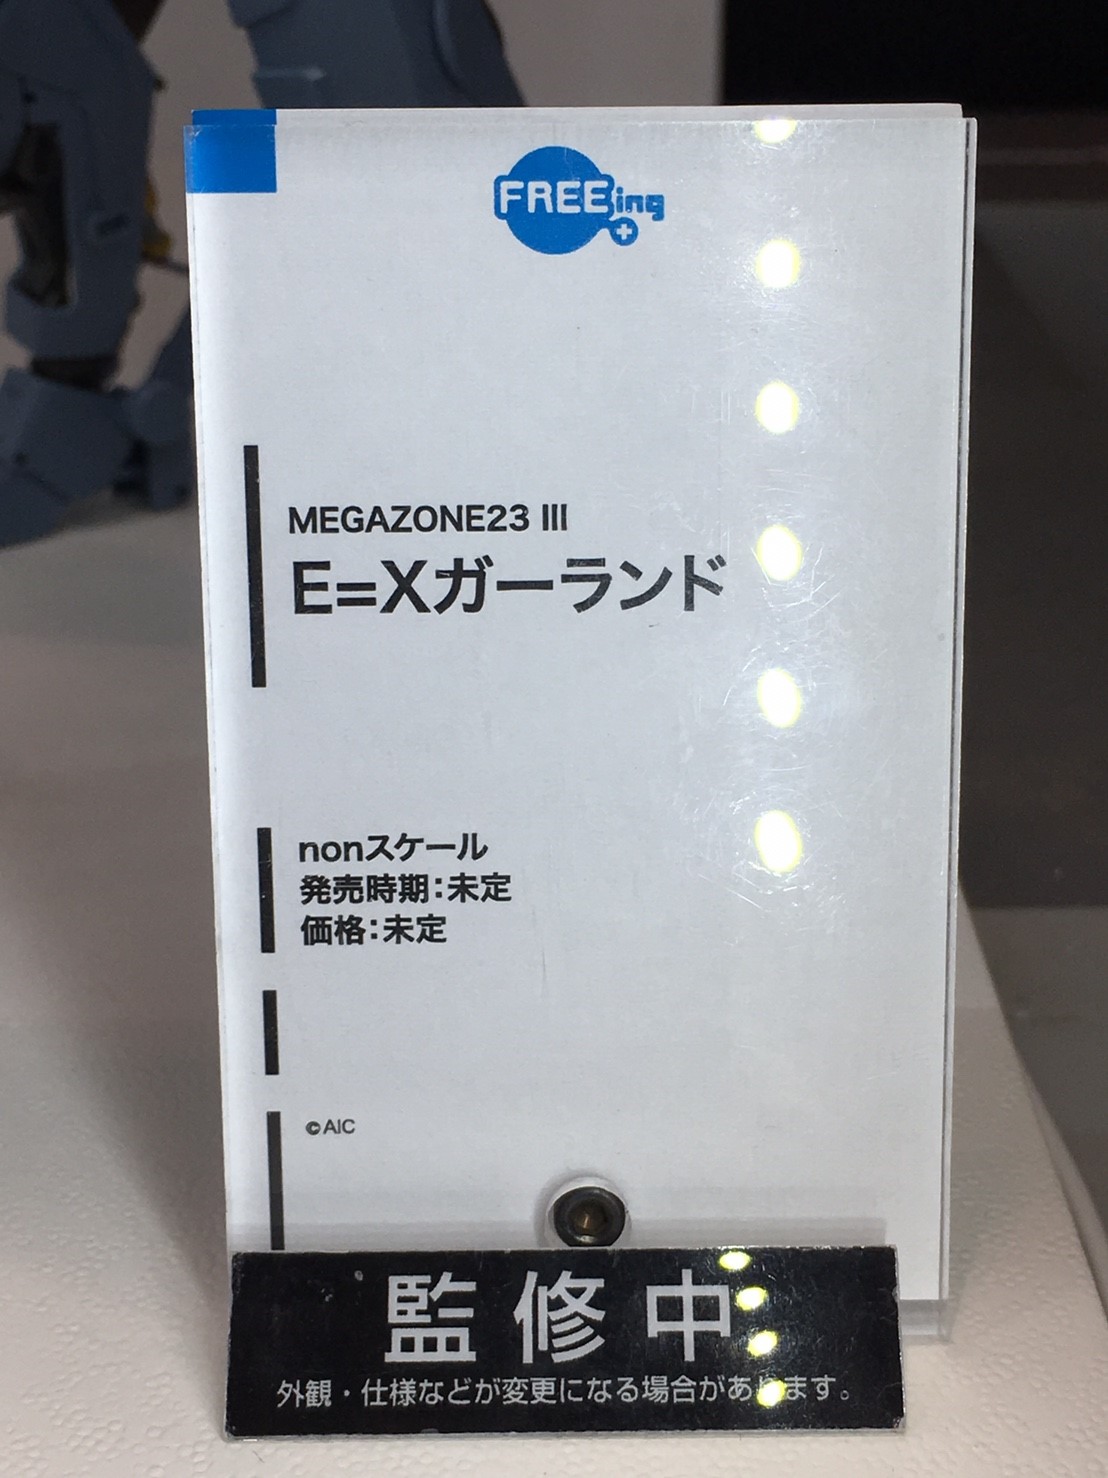 FREEing
MEGAZONE23 III
E=Xガーランド
nonスケール
発売時期：未定
価格：未定
©AIC
監修中
外観・仕様などが変更になる場合があります。